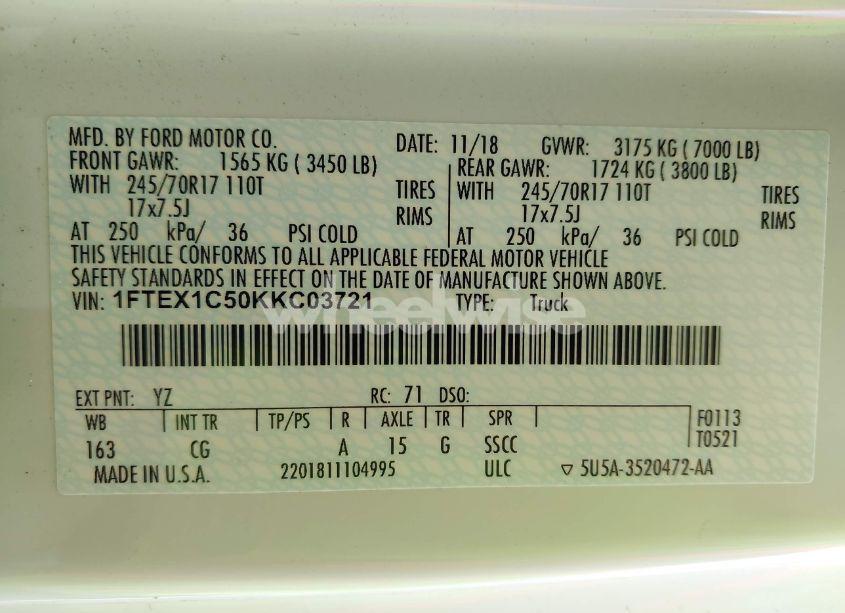 MFD. BY FORD MOTOR CO. DATE: 11/18 GVWR: 3175 KG ( 7000 LB)
FRONT GAWR: 1565 KG ( 3450 LB) REAR GAWR: 1724 KG ( 3800 LB)
WITH 245/70R17 110T TIRES WITH 245/70R17 110T TIRES
17x7.5J RIMS 17x7.5J RIMS
AT 250 kPa/ 36 PSI COLD AT 250 kPa/ 36 PSI COLD
THIS VEHICLE CONFORMS TO ALL APPLICABLE FEDERAL MOTOR VEHICLE
SAFETY STANDARDS IN EFFECT ON THE DATE OF MANUFACTURE SHOWN ABOVE.
VIN: 1FTEX1C50KKC03721 TYPE: Truck
wheelwise
EXT PNT: YZ RC: 71 DSO:
WB INT TR TP/PS R AXLE TR SPR F0113
163 CG A 15 G SSCC T0521
MADE IN U.S.A. 2201811104995 ULC ▽ 5U5A-3520472-AA